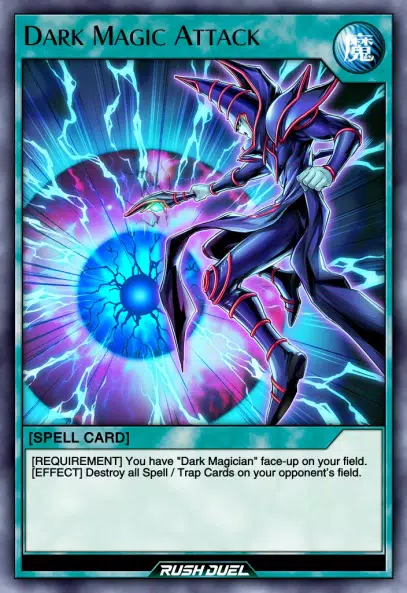 DARK MAGIC ATTACK
魔
[SPELL CARD]
[REQUIREMENT] You have "Dark Magician" face-up on your field.
[EFFECT] Destroy all Spell / Trap Cards on your opponent's field.
RUSH DUEL